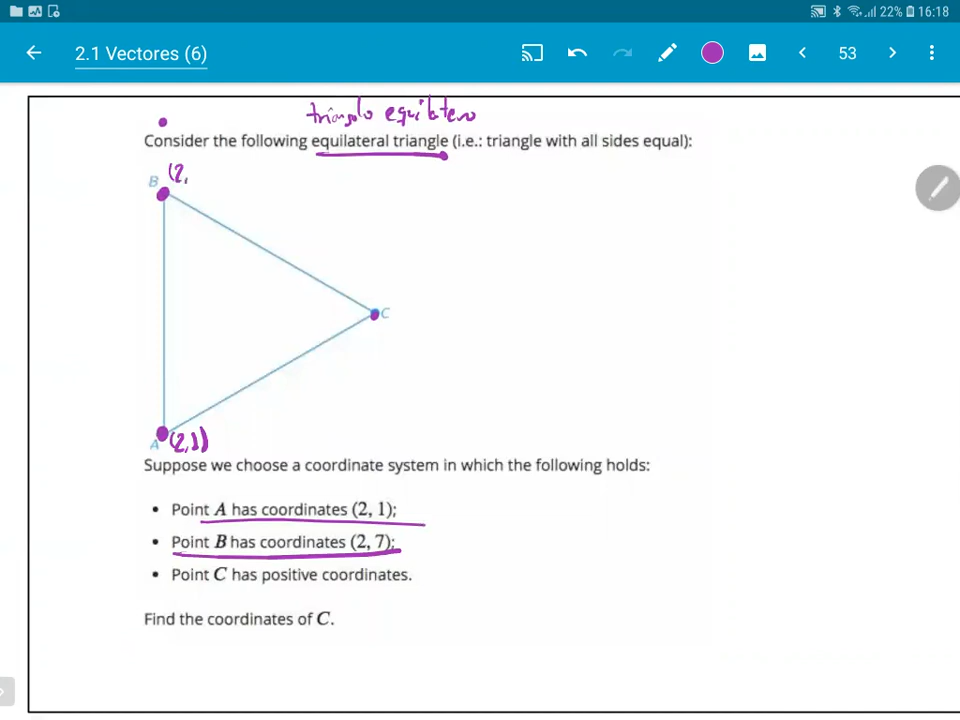 22% 16:18
2.1 Vectores (6)
53
triángulo equilatero
Consider the following equilateral triangle (i.e.: triangle with all sides equal):
B (2,
C
A (2,1)
Suppose we choose a coordinate system in which the following holds:
• Point A has coordinates (2, 1);
• Point B has coordinates (2, 7);
• Point C has positive coordinates.
Find the coordinates of C.